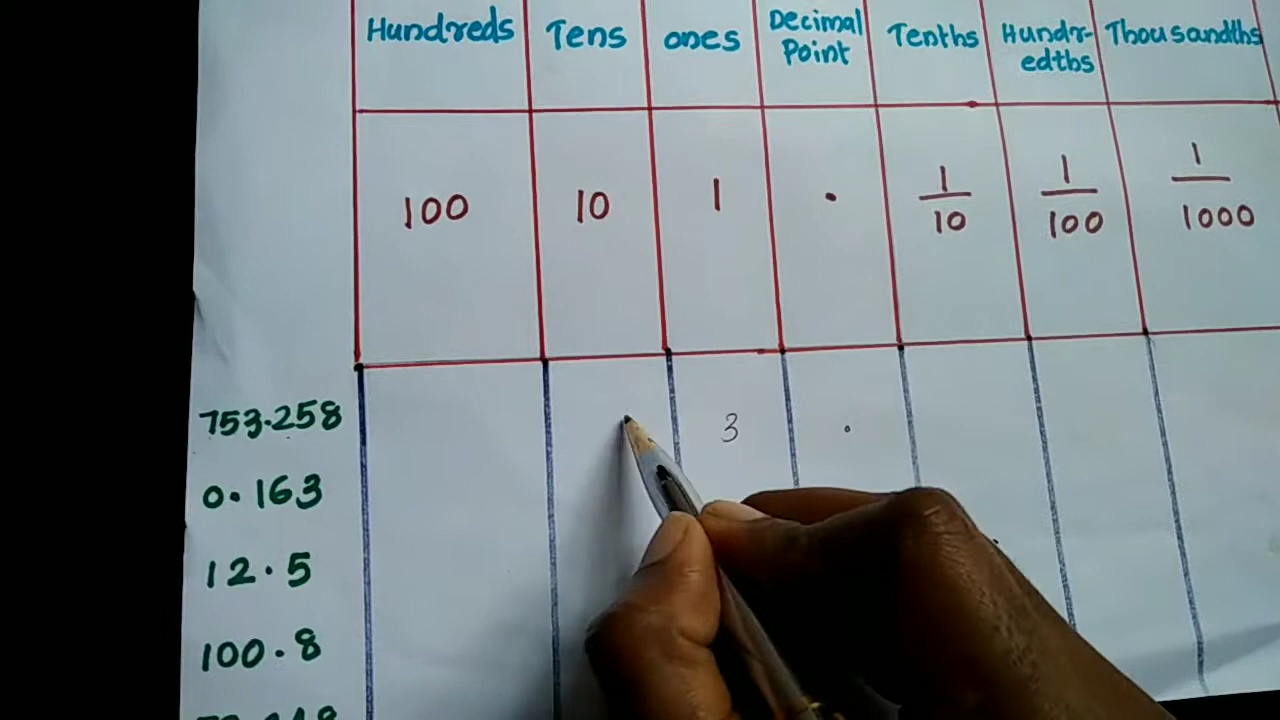 Hundreds Tens ones Decimal Point Tenths Hundr-edths Thousandths
100 10 1 . 1/10 1/100 1/1000
753.258 3 .
0.163
12.5
100.8